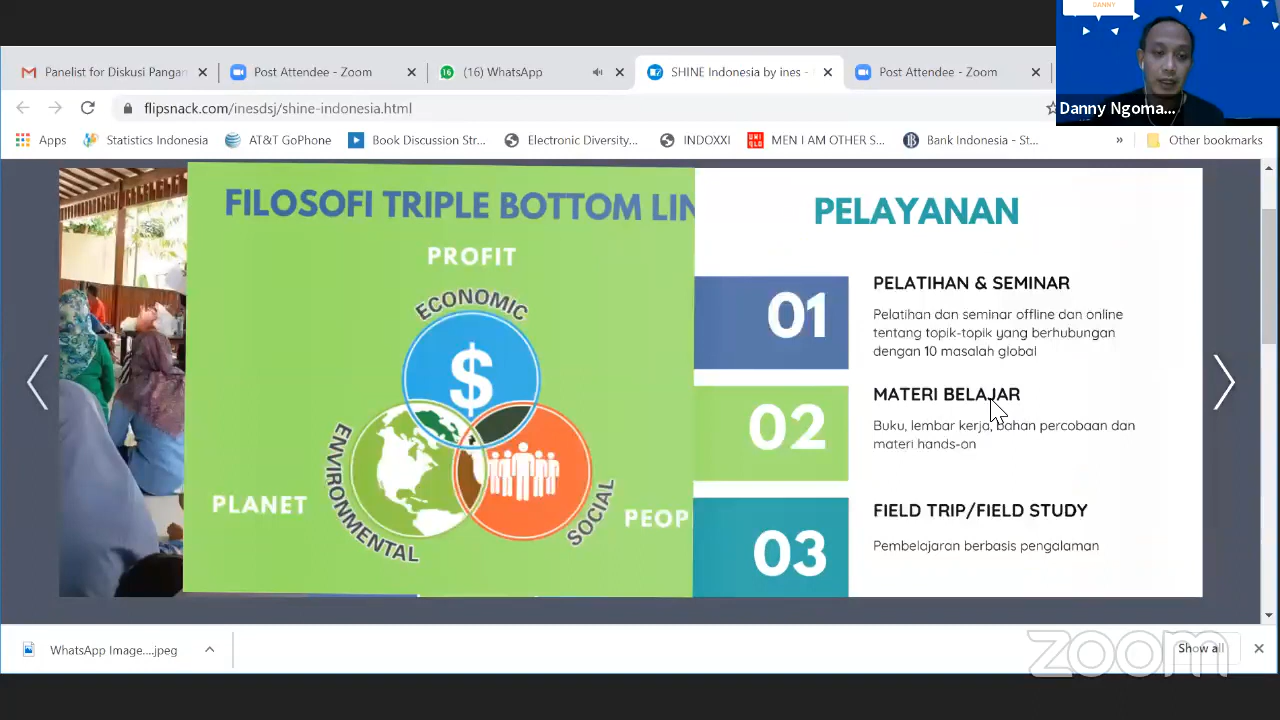 DANNY
Danny Ngoma...
Panelist for Diskusi Pangan
Post Attendee - Zoom
(16) WhatsApp
SHINE Indonesia by ines -
Post Attendee - Zoom
flipsnack.com/inesdsj/shine-indonesia.html
Apps
Statistics Indonesia
AT&T GoPhone
Book Discussion Str...
Electronic Diversity...
INDOXXI
UNI QLO
MEN I AM OTHER S...
Bank Indonesia - St...
»
Other bookmarks
FILOSOFI TRIPLE BOTTOM LIN
PROFIT
ECONOMIC
$
ENVIRONMENTAL
SOCIAL
PLANET
PEOP
PELAYANAN
01
PELATIHAN & SEMINAR
Pelatihan dan seminar offline dan online
tentang topik-topik yang berhubungan
dengan 10 masalah global
02
MATERI BELAJAR
Buku, lembar kerja, bahan percobaan dan
materi hands-on
03
FIELD TRIP/FIELD STUDY
Pembelajaran berbasis pengalaman
WhatsApp Image....jpeg
Show all
zoom